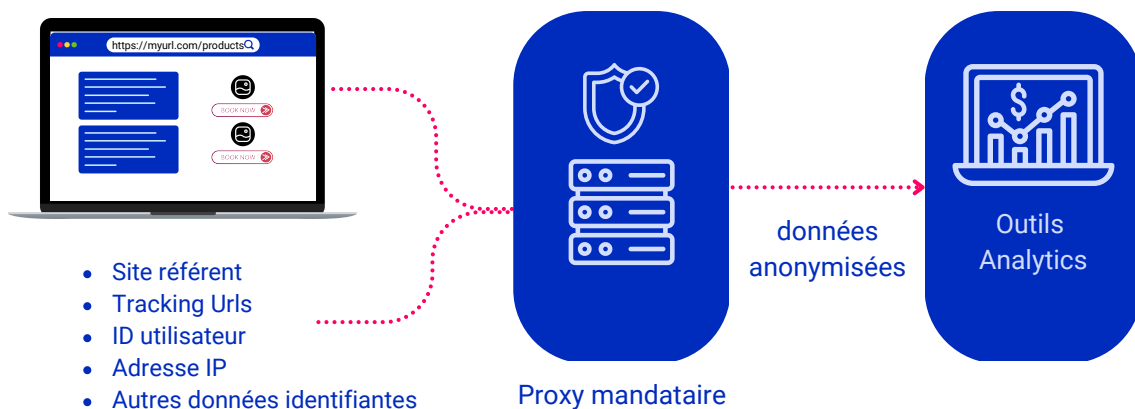 https://myurl.com/products
BOOK NOW
BOOK NOW
Site référent
Tracking Urls
ID utilisateur
Adresse IP
Autres données identifiantes
Proxy mandataire
données
anonymisées
$
Outils
Analytics